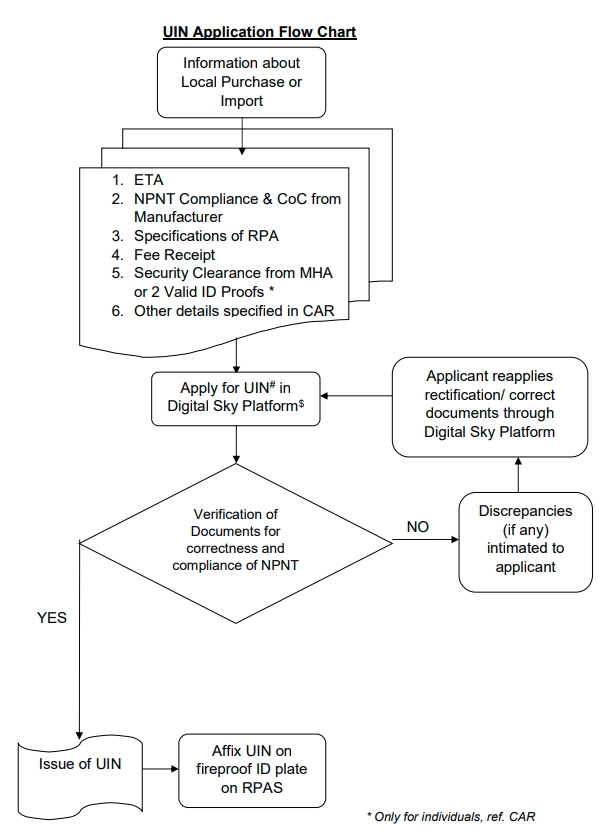 UIN Application Flow Chart
Information about
Local Purchase or
Import
1. ETA
2. NPNT Compliance & CoC from
Manufacturer
3. Specifications of RPA
4. Fee Receipt
5. Security Clearance from MHA
or 2 Valid ID Proofs *
6. Other details specified in CAR
Apply for UIN# in
Digital Sky Platform$
Applicant reapplies
rectification/ correct
documents through
Digital Sky Platform
Verification of
Documents for
correctness and
compliance of NPNT
NO
Discrepancies
(if any)
intimated to
applicant
YES
Issue of UIN
Affix UIN on
fireproof ID plate
on RPAS
* Only for individuals, ref. CAR